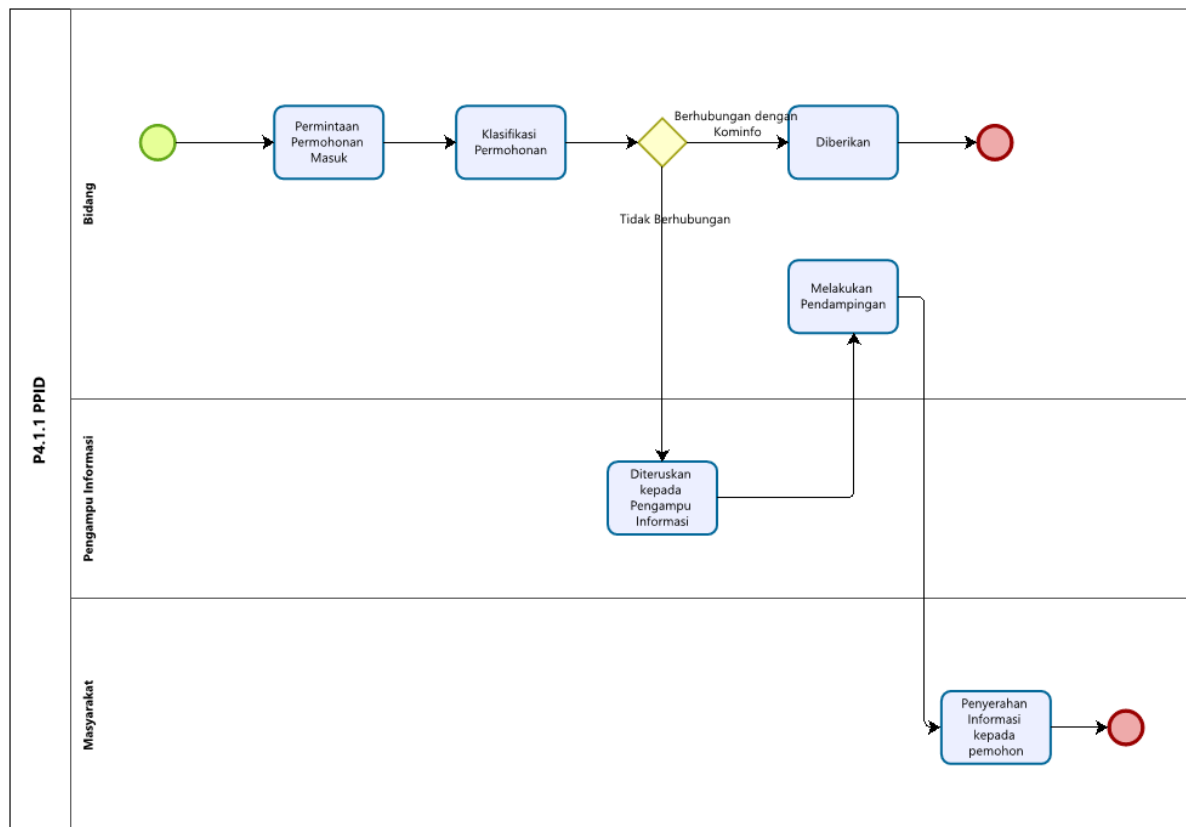 P4.1.1 PPID
Bidang
Permintaan
Permohonan
Masuk
Klasifikasi
Permohonan
Berhubungan dengan
Kominfo
Diberikan
Tidak Berhubungan
Melakukan
Pendampingan
Pengampu Informasi
Diteruskan
kepada
Pengampu
Informasi
Masyarakat
Penyerahan
Informasi
kepada
pemohon